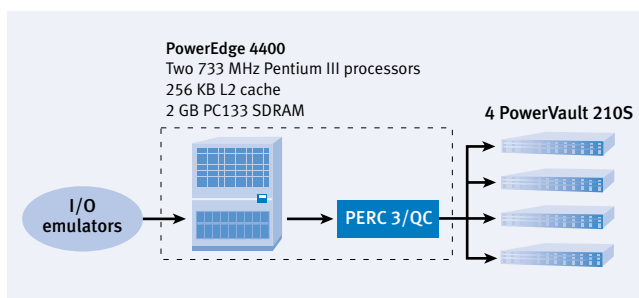 PowerEdge 4400
Two 733 MHz Pentium III processors
256 KB L2 cache
2 GB PC133 SDRAM
4 PowerVault 210S
I/O
emulators
PERC 3/QC